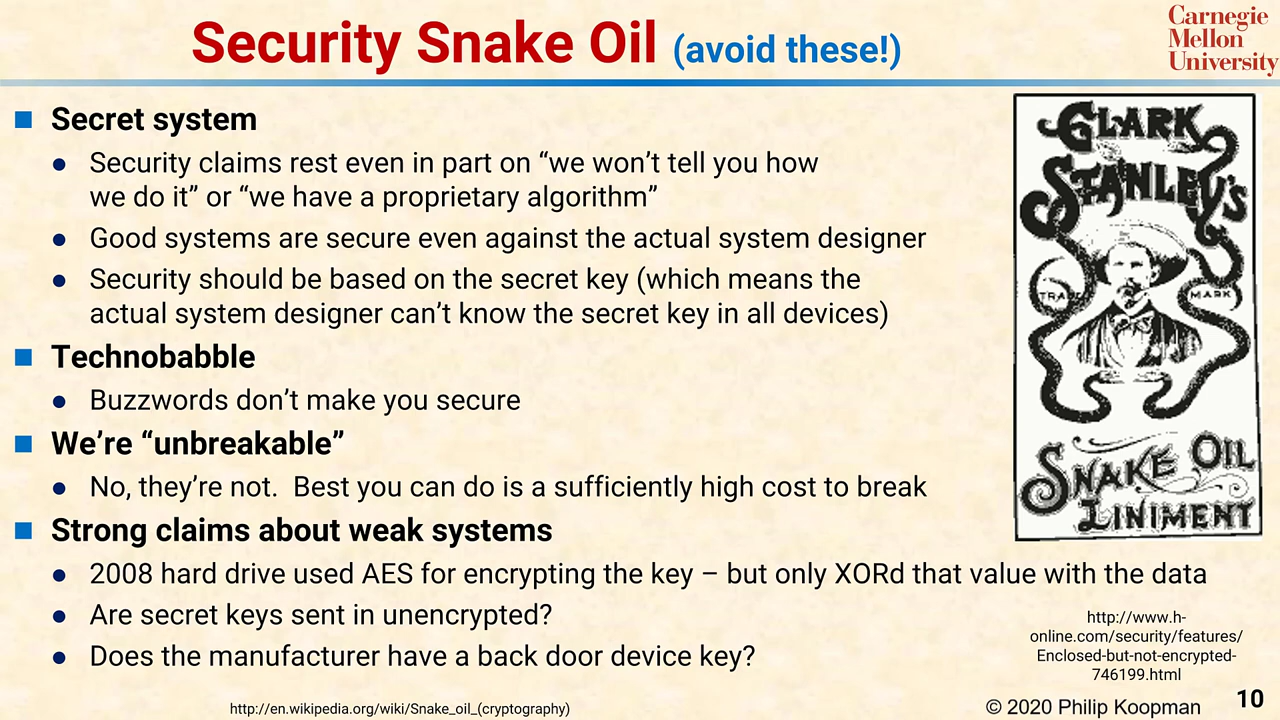 Security Snake Oil (avoid these!)
Carnegie
Mellon
University
Secret system
Security claims rest even in part on “we won’t tell you how
we do it” or “we have a proprietary algorithm”
Good systems are secure even against the actual system designer
Security should be based on the secret key (which means the
actual system designer can’t know the secret key in all devices)
Technobabble
Buzzwords don’t make you secure
We’re “unbreakable”
No, they’re not.  Best you can do is a sufficiently high cost to break
Strong claims about weak systems
2008 hard drive used AES for encrypting the key – but only XORd that value with the data
Are secret keys sent in unencrypted?
Does the manufacturer have a back door device key?
CLARK
STANLEY'S
TRADE MARK
SNAKE OIL
LINIMENT
http://www.h-
online.com/security/features/
Enclosed-but-not-encrypted-
746199.html
http://en.wikipedia.org/wiki/Snake_oil_(cryptography)
© 2020 Philip Koopman
10